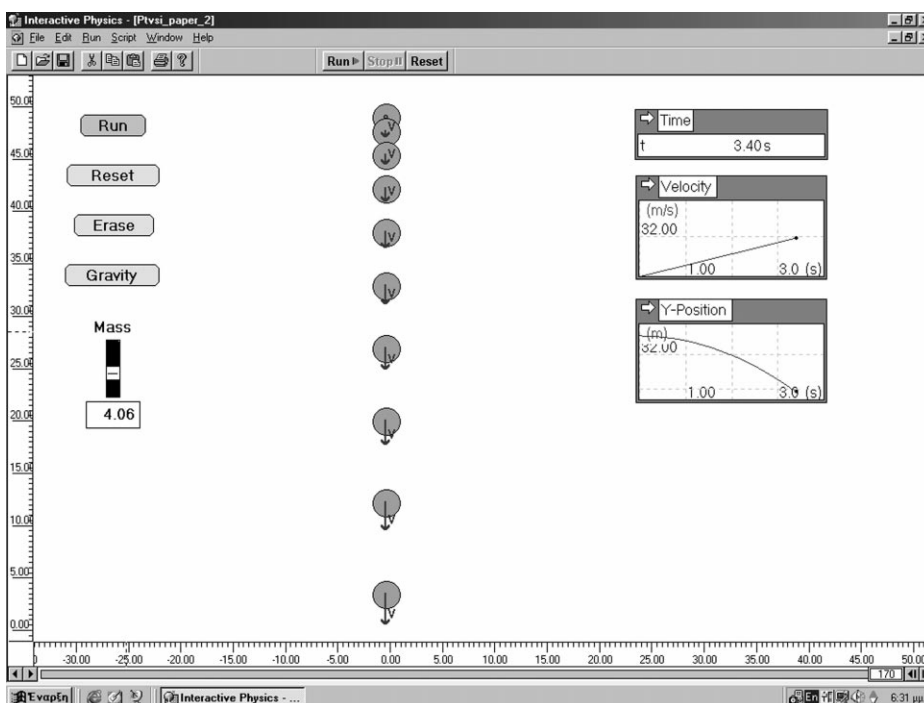 Interactive Physics - [Ptvsi_paper_2]
File Edit Run Script Window Help
Run Stop Reset
50.00
45.00
40.00
35.00
30.00
25.00
20.00
15.00
10.00
5.00
0.00
Run
Reset
Erase
Gravity
Mass
4.06
V
V
V
V
V
V
V
V
V
V
Time
t 3.40 s
Velocity
(m/s)
32.00
1.00 3.0 (s)
Y-Position
(m)
32.00
1.00 3.0 (s)
-30.00 -25.00 -20.00 -15.00 -10.00 -5.00 0.00 5.00 10.00 15.00 20.00 25.00 30.00 35.00 40.00 45.00 50.0
170
Έναρξη Interactive Physics - ... En 6:31 μμ